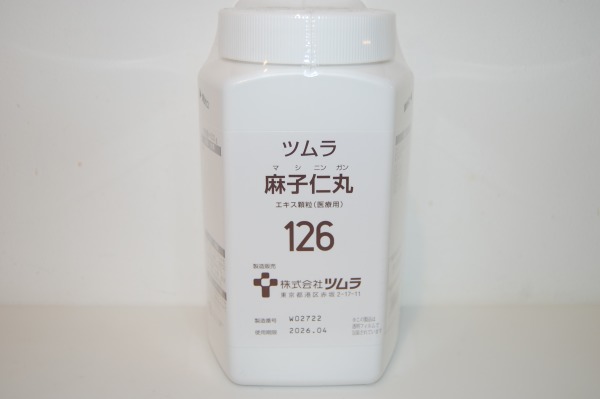 ツムラ
マ シ ニン ガン
麻子仁丸
エキス顆粒(医療用)
126
製造販売
株式会社ツムラ
東京都港区赤坂2-17-11
製造番号 W02722
使用期限 2026.04